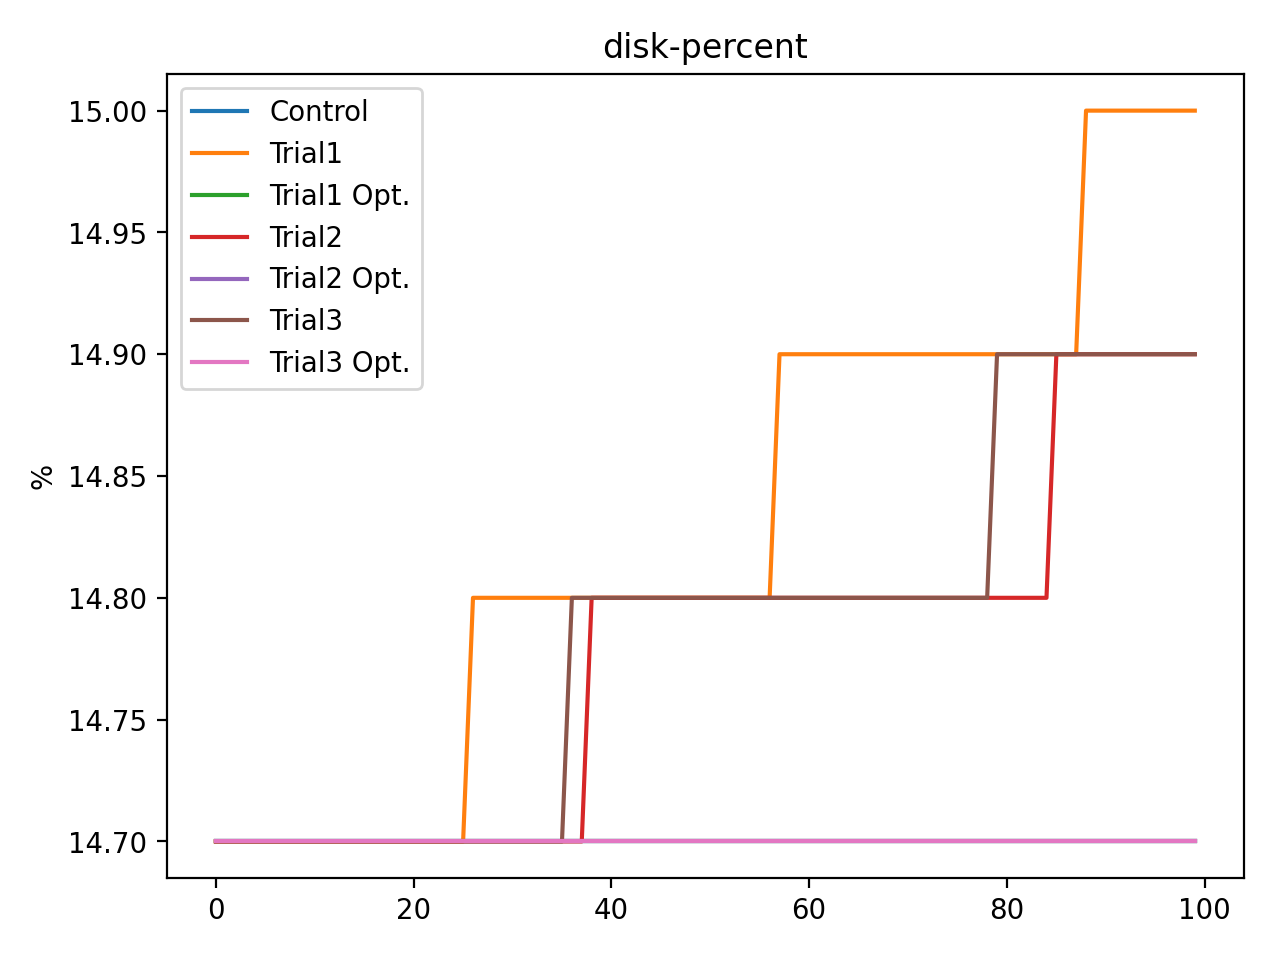 disk-percent
Control
Trial1
Trial1 Opt.
Trial2
Trial2 Opt.
Trial3
Trial3 Opt.
%
15.00
14.95
14.90
14.85
14.80
14.75
14.70
0 20 40 60 80 100